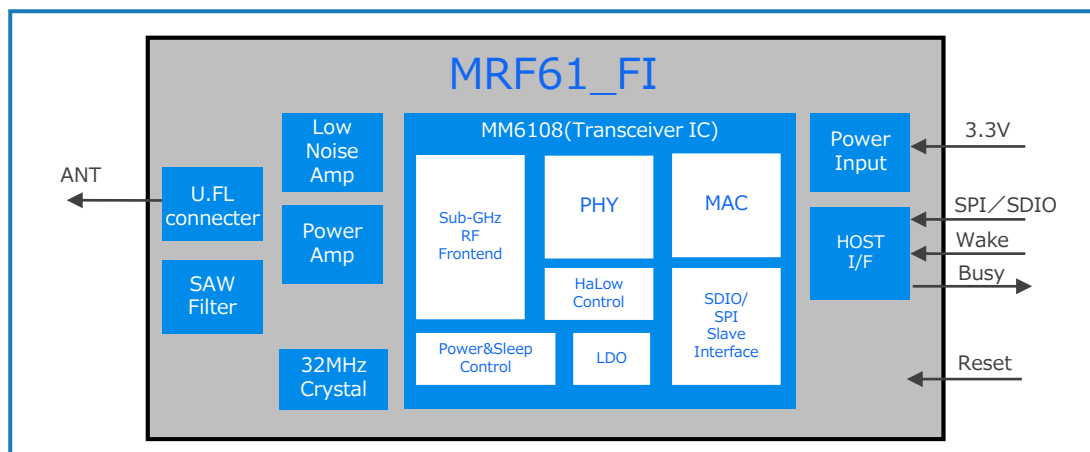 MRF61_FI
MM6108(Transceiver IC)
Low
Noise
Amp
Power
Input
3.3V
ANT
U.FL
connecter
Power
Amp
Sub-GHz
RF
Frontend
PHY
MAC
SPI／SDIO
HOST
I/F
Wake
Busy
SAW
Filter
HaLow
Control
SDIO/
SPI
Slave
Interface
Power&Sleep
Control
LDO
32MHz
Crystal
Reset